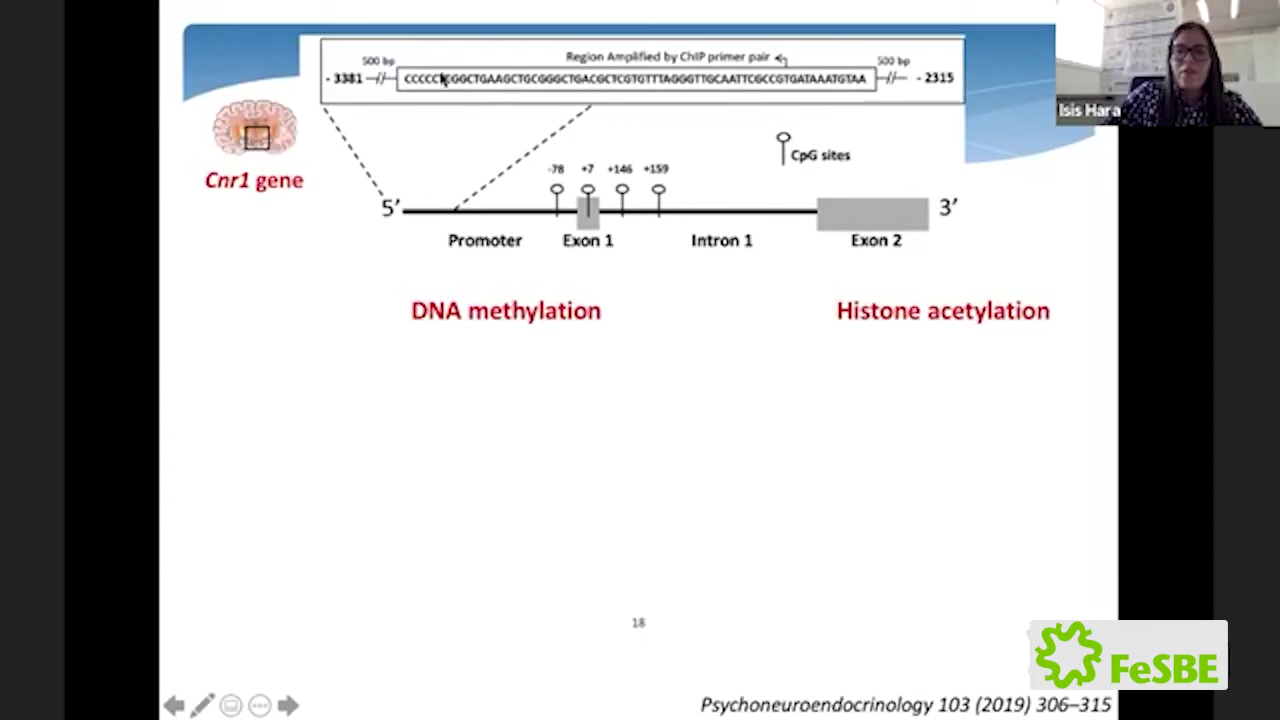 Region Amplified by ChIP primer pair
500 bp
500 bp
- 3381
- 2315
Isis Hara
CpG sites
Cnr1 gene
-78 +7 +146 +159
5’
3’
Promoter Exon 1 Intron 1 Exon 2
DNA methylation
Histone acetylation
18
FeSBE
Psychoneuroendocrinology 103 (2019) 306–315